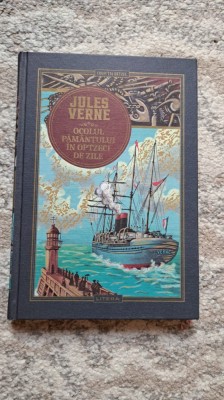 JULES
VERNE
OCOLUL
PĂMÂNTULUI
ÎN OPTZECI
DE ZILE
LITERA